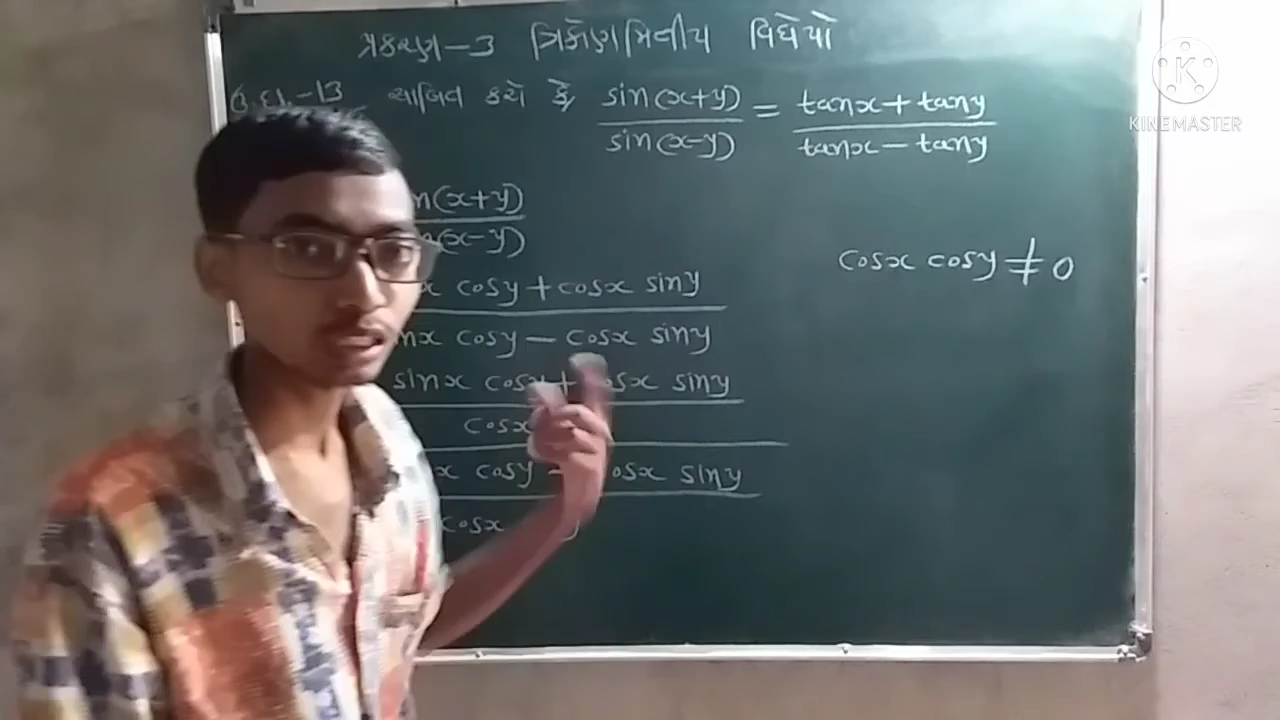 પ્રકરણ-3 ત્રિકોણમિતીય વિધેયો
ઉદા.-13 સાબિત કરો કે, sin(x+y) / sin(x-y) = tanx + tany / tanx - tany
n(x+y)
(x-y)
x cosy + cosx siny
nx cosy - cosx siny
sinx cosy + cosx siny
cosx
x cosy - cosx siny
cosx
cosx cosy ≠ 0
KINEMASTER